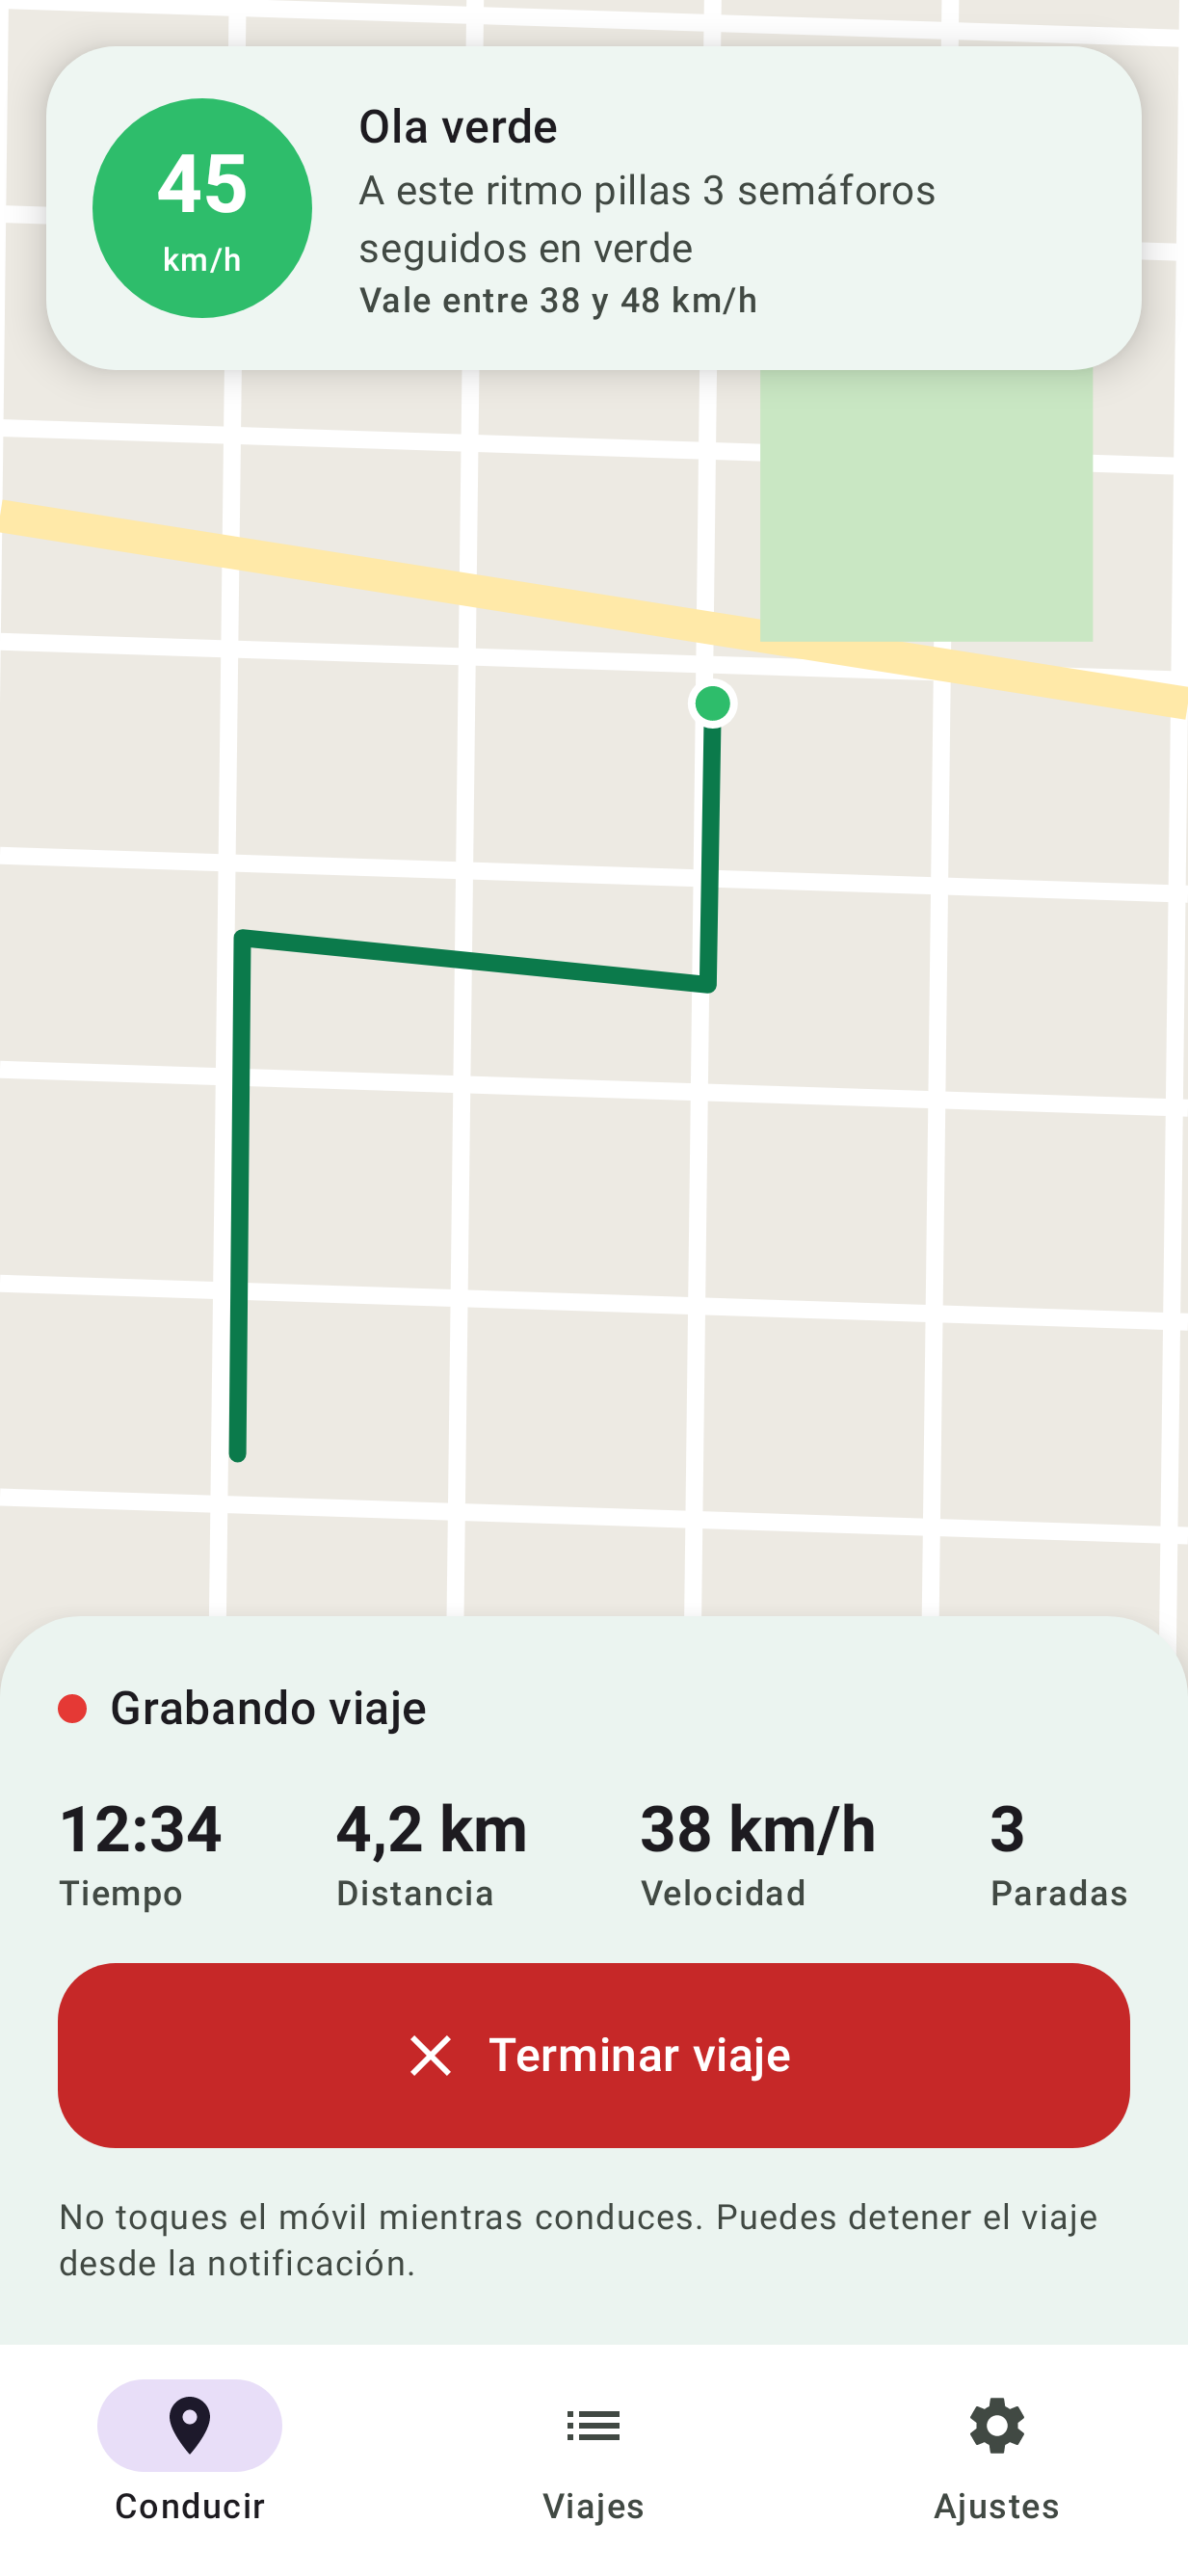 45
km/h
Ola verde
A este ritmo pillas 3 semáforos
seguidos en verde
Vale entre 38 y 48 km/h
Grabando viaje
12:34
Tiempo
4,2 km
Distancia
38 km/h
Velocidad
3
Paradas
Terminar viaje
No toques el móvil mientras conduces. Puedes detener el viaje
desde la notificación.
Conducir
Viajes
Ajustes